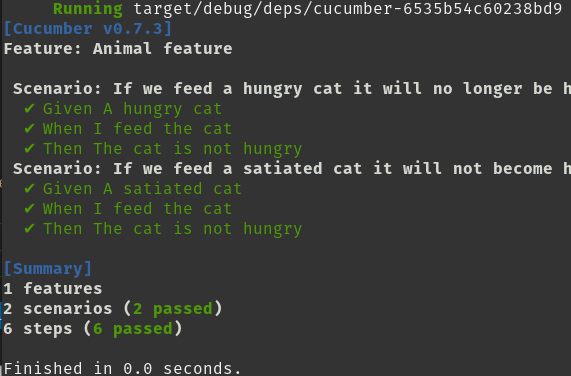 Running target/debug/deps/cucumber-6535b54c60238bd9
[Cucumber v0.7.3]
Feature: Animal feature
Scenario: If we feed a hungry cat it will no longer be h
✔ Given A hungry cat
✔ When I feed the cat
✔ Then The cat is not hungry
Scenario: If we feed a satiated cat it will not become h
✔ Given A satiated cat
✔ When I feed the cat
✔ Then The cat is not hungry
[Summary]
1 features
2 scenarios (2 passed)
6 steps (6 passed)
Finished in 0.0 seconds.